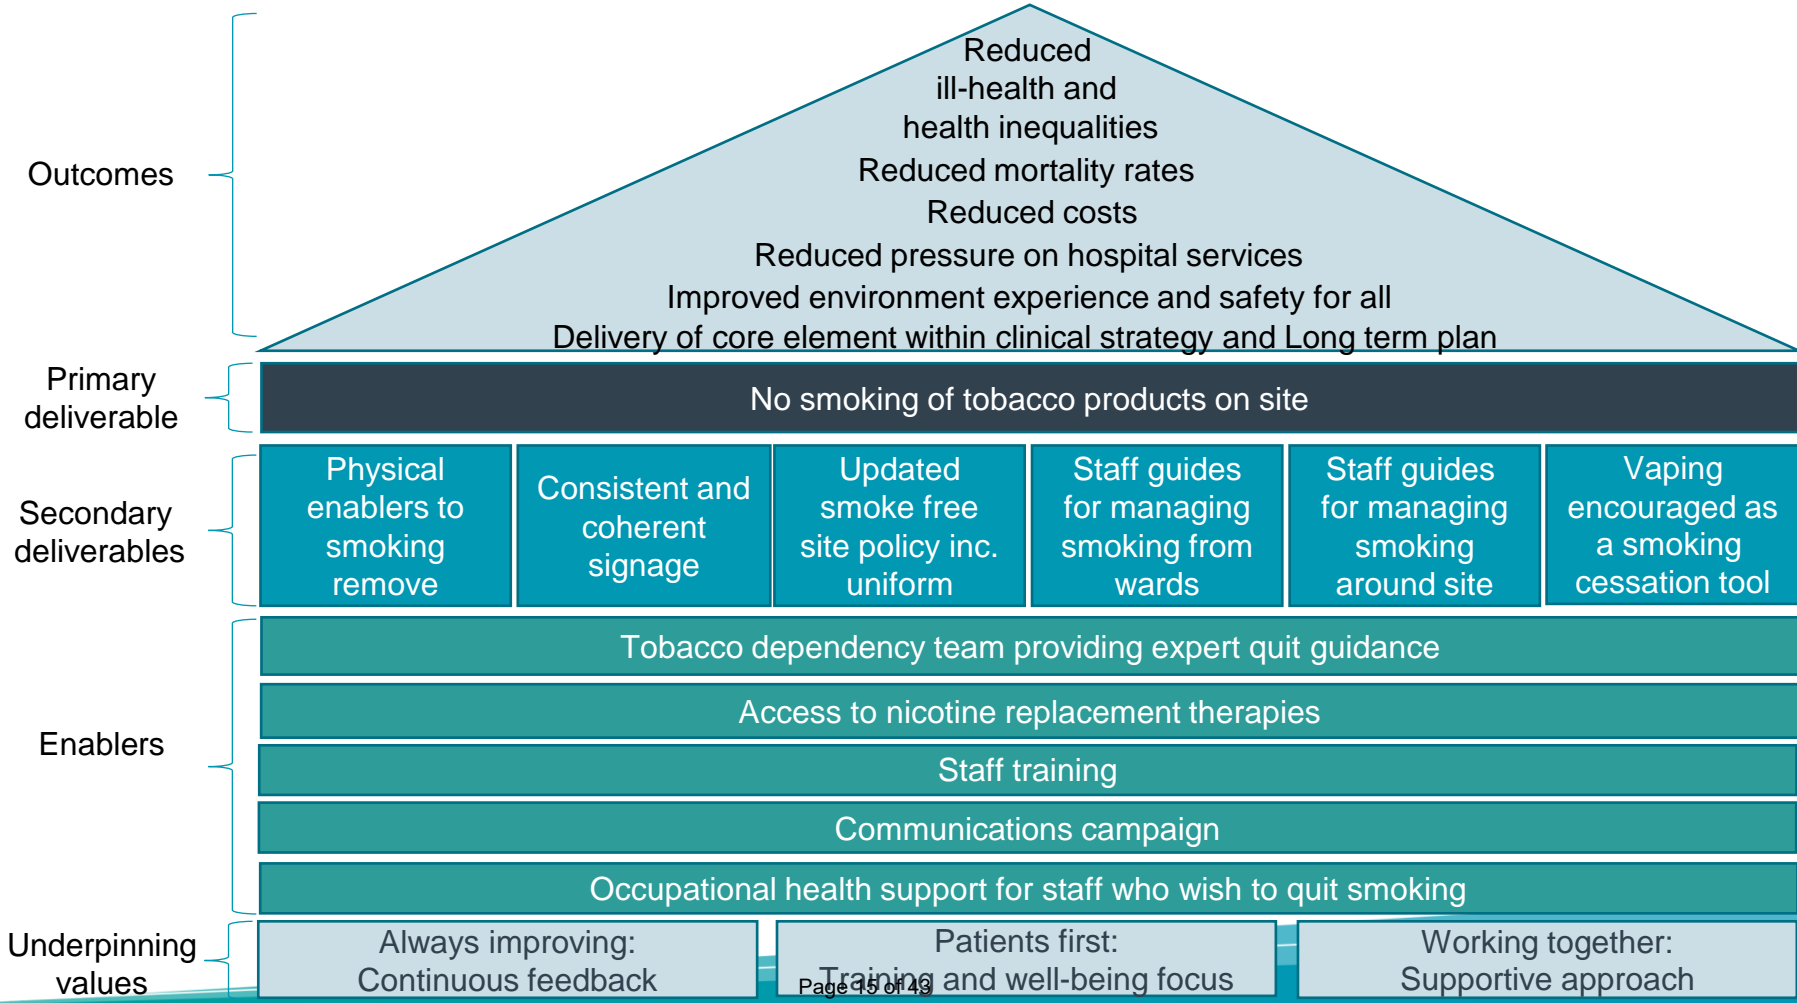 Outcomes
Reduced
ill-health and
health inequalities
Reduced mortality rates
Reduced costs
Reduced pressure on hospital services
Improved environment experience and safety for all
Delivery of core element within clinical strategy and Long term plan
Primary
deliverable
No smoking of tobacco products on site
Secondary
deliverables
Physical
enablers to
smoking
remove
Consistent and
coherent
signage
Updated
smoke free
site policy inc.
uniform
Staff guides
for managing
smoking from
wards
Staff guides
for managing
smoking
around site
Vaping
encouraged as
a smoking
cessation tool
Enablers
Tobacco dependency team providing expert quit guidance
Access to nicotine replacement therapies
Staff training
Communications campaign
Occupational health support for staff who wish to quit smoking
Underpinning
values
Always improving:
Continuous feedback
Patients first:
Training and well-being focus
Working together:
Supportive approach
Page 15 of 43